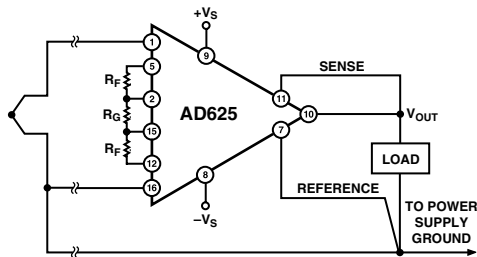 +VS
1
9
5
SENSE
RF
11
2
AD625
10
VOUT
RG
15
7
RF
LOAD
12
8
16
REFERENCE
TO POWER
SUPPLY
GROUND
–VS